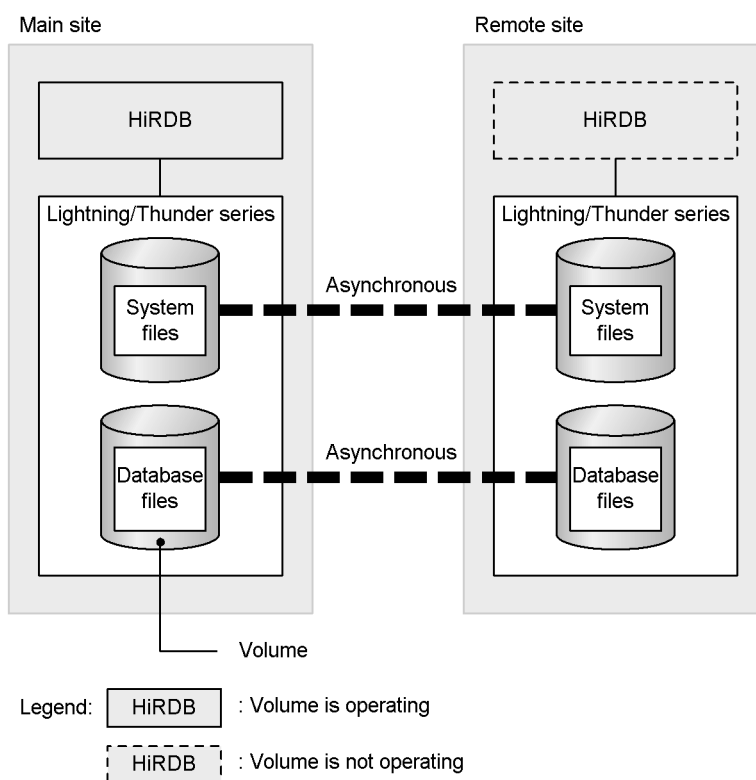 Main site
Remote site
HiRDB
HiRDB
Lightning/Thunder series
Lightning/Thunder series
Asynchronous
System
files
System
files
Asynchronous
Database
files
Database
files
Volume
Legend: HiRDB : Volume is operating
HiRDB : Volume is not operating